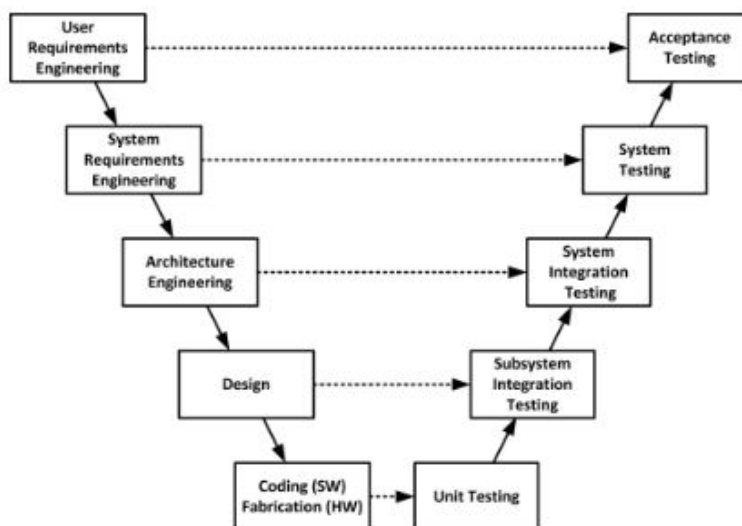 User
Requirements
Engineering
Acceptance
Testing
System
Requirements
Engineering
System
Testing
Architecture
Engineering
System
Integration
Testing
Design
Subsystem
Integration
Testing
Coding (SW)
Fabrication (HW)
Unit Testing